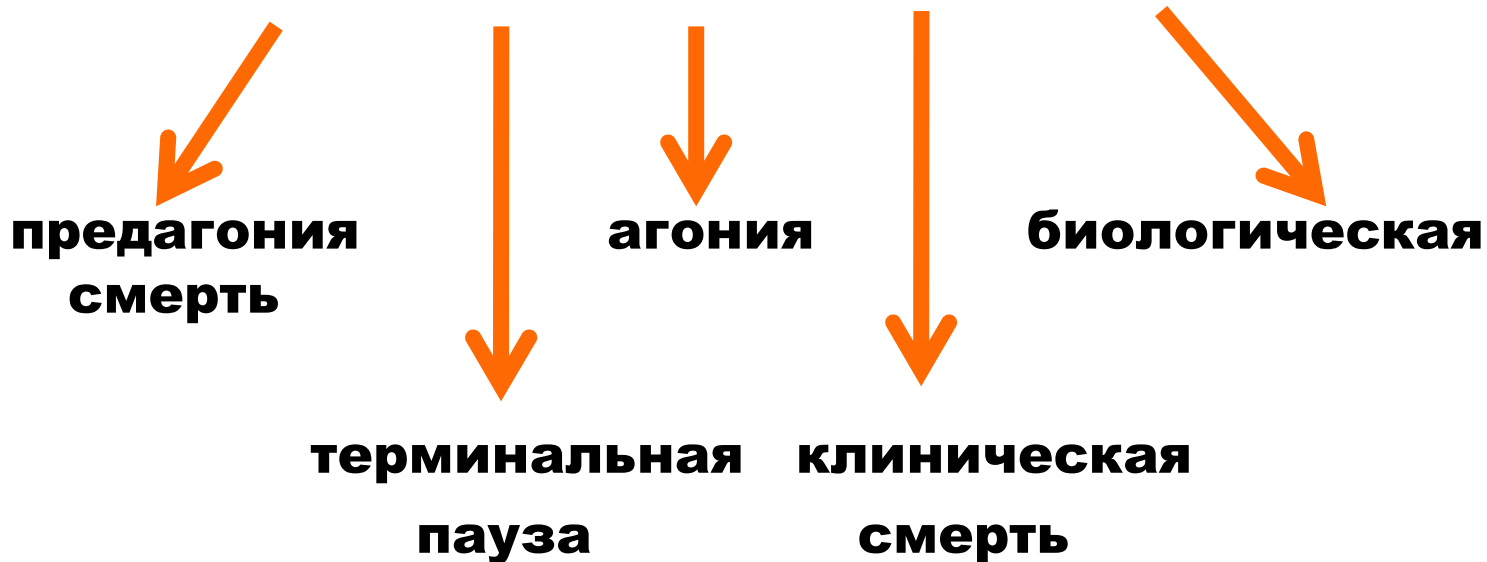 предагония агония биологическая
смерть
терминальная клиническая
пауза смерть